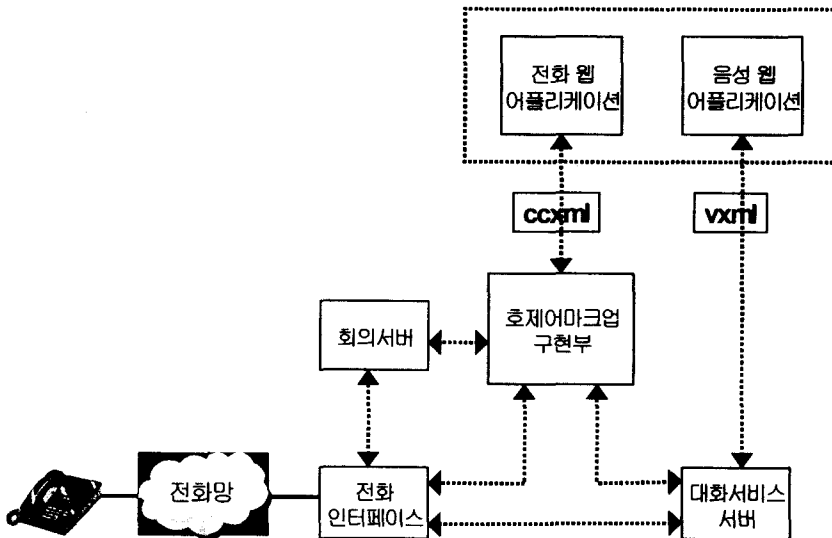 전화 웹
어플리케이션
음성 웹
어플리케이션
ccxml
vxml
호제어마크업
구현부
회의서버
전화망
전화
인터페이스
대화서비스
서버